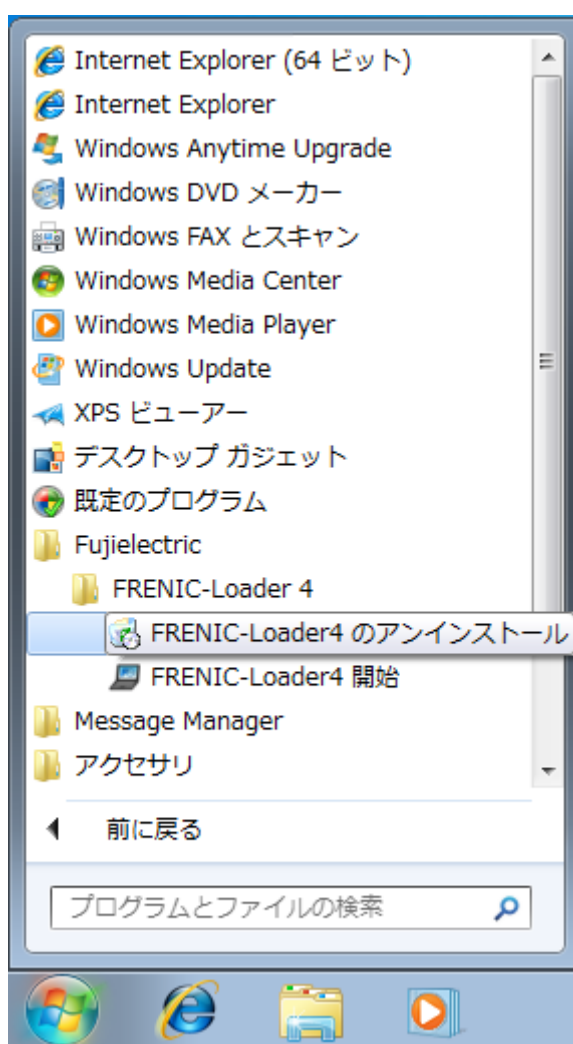 Internet Explorer (64 ビット)
Internet Explorer
Windows Anytime Upgrade
Windows DVD メーカー
Windows FAX とスキャン
Windows Media Center
Windows Media Player
Windows Update
XPS ビューアー
デスクトップ ガジェット
既定のプログラム
Fujielectric
FRENIC-Loader 4
FRENIC-Loader4 のアンインストール
FRENIC-Loader4 開始
Message Manager
アクセサリ
前に戻る
プログラムとファイルの検索